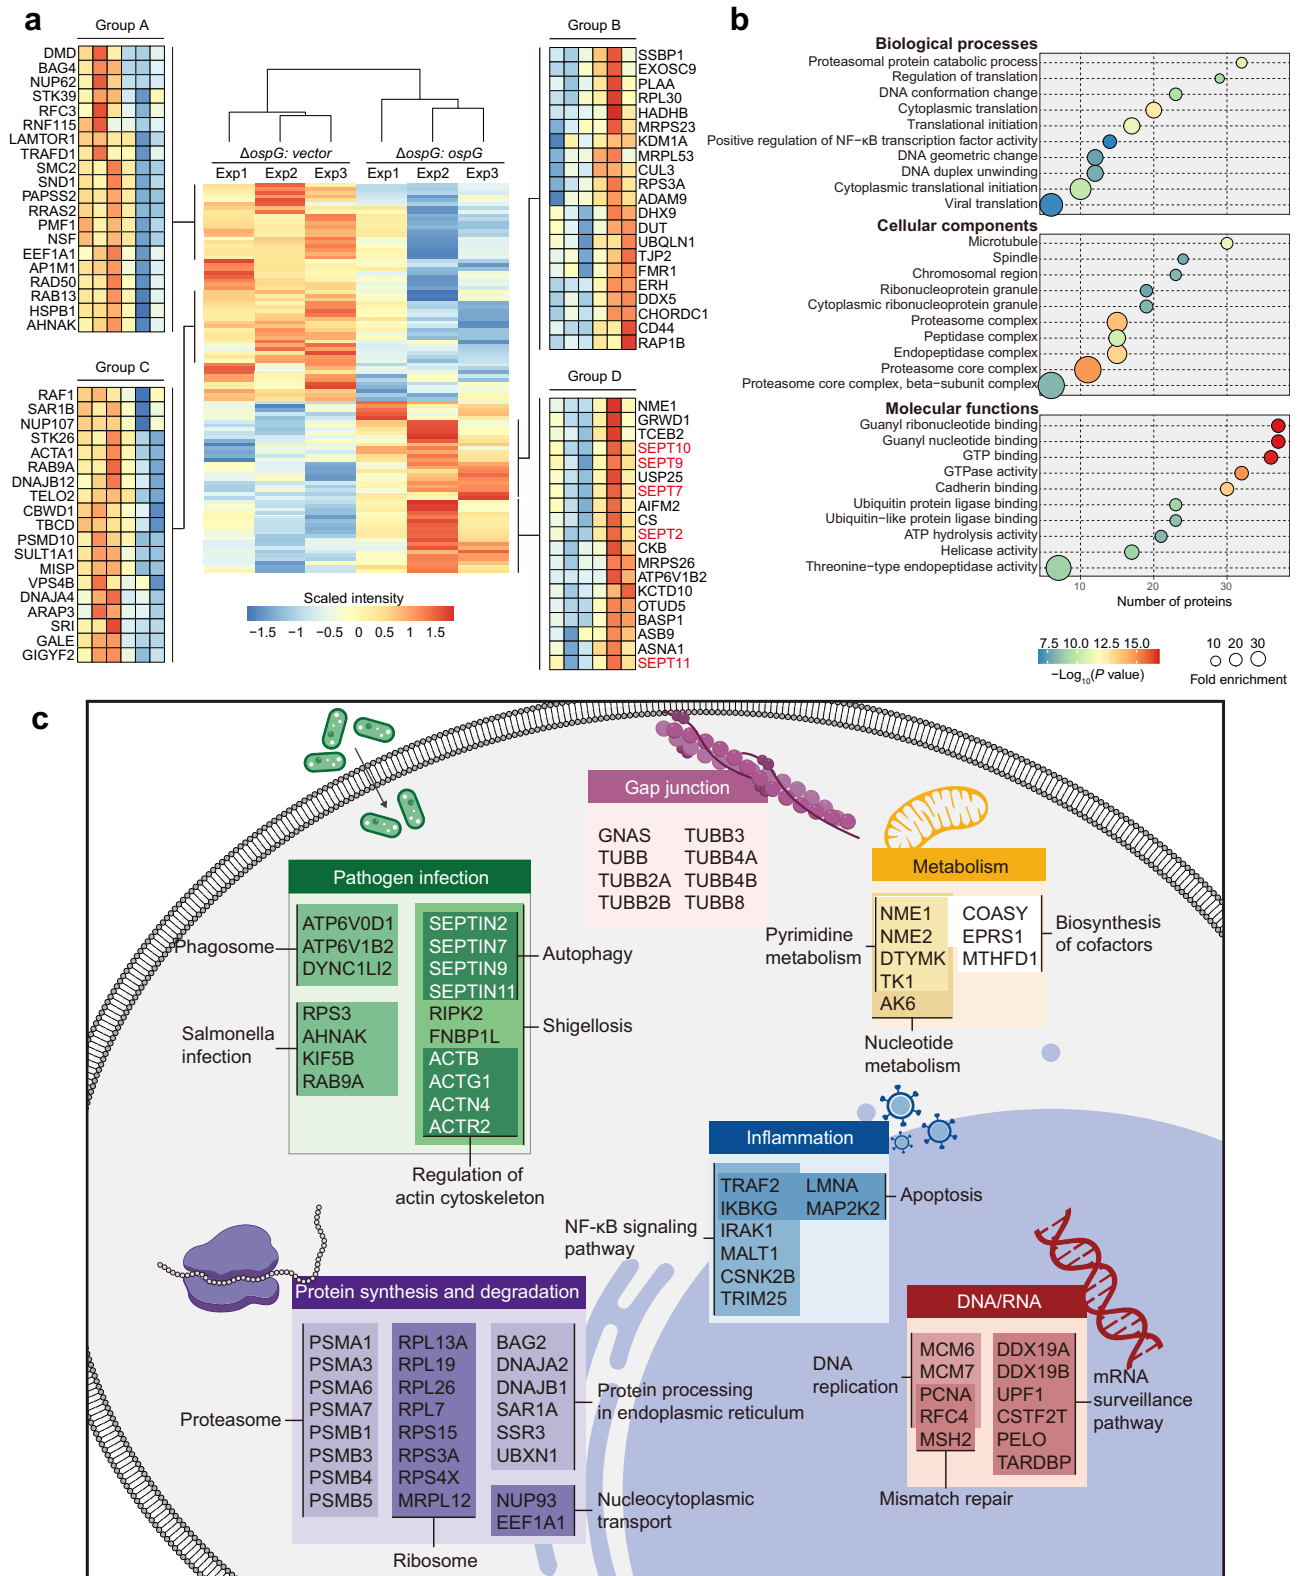 a
Group A
DMD
BAG4
NUP62
STK39
RFC3
RNF115
LAMTOR1
TRAFD1
SMC2
SND1
PAPSS2
RRAS2
PMF1
NSF
EEF1A1
AP1M1
RAD50
RAB13
HSPB1
AHNAK
Group C
RAF1
SAR1B
NUP107
STK26
ACTA1
RAB9A
DNAJB12
TELO2
CBWD1
TBCD
PSMD10
SULT1A1
MISP
VPS4B
DNAJA4
ARAP3
SRI
GALE
GIGYF2
ΔospG: vector ΔospG: ospG
Exp1 Exp2 Exp3 Exp1 Exp2 Exp3
Scaled intensity
−1.5 −1 −0.5 0 0.5 1 1.5
Group B
SSBP1
EXOSC9
PLAA
RPL30
HADHB
MRPS23
KDM1A
MRPL53
CUL3
RPS3A
ADAM9
DHX9
DUT
UBQLN1
TJP2
FMR1
ERH
DDX5
CHORDC1
CD44
RAP1B
Group D
NME1
GRWD1
TCEB2
SEPT10
SEPT9
USP25
SEPT7
AIFM2
CS
SEPT2
CKB
MRPS26
ATP6V1B2
KCTD10
OTUD5
BASP1
ASB9
ASNA1
SEPT11
b
Biological processes
Proteasomal protein catabolic process
Regulation of translation
DNA conformation change
Cytoplasmic translation
Translational initiation
Positive regulation of NF−κB transcription factor activity
DNA geometric change
DNA duplex unwinding
Cytoplasmic translational initiation
Viral translation
Cellular components
Microtubule
Spindle
Chromosomal region
Ribonucleoprotein granule
Cytoplasmic ribonucleoprotein granule
Proteasome complex
Peptidase complex
Endopeptidase complex
Proteasome core complex
Proteasome core complex, beta−subunit complex
Molecular functions
Guanyl ribonucleotide binding
Guanyl nucleotide binding
GTP binding
GTPase activity
Cadherin binding
Ubiquitin protein ligase binding
Ubiquitin−like protein ligase binding
ATP hydrolysis activity
Helicase activity
Threonine−type endopeptidase activity
10 20 30
Number of proteins
7.5 10.0 12.5 15.0
−Log10(P value)
10 20 30
Fold enrichment
c
Gap junction
GNAS TUBB3
TUBB TUBB4A
TUBB2A TUBB4B
TUBB2B TUBB8
Pathogen infection
Phagosome
ATP6V0D1
ATP6V1B2
DYNC1LI2
Salmonella
infection
RPS3
AHNAK
KIF5B
RAB9A
SEPTIN2
SEPTIN7
SEPTIN9
SEPTIN11
RIPK2
FNBP1L
ACTB
ACTG1
ACTN4
ACTR2
Autophagy
Shigellosis
Regulation of
actin cytoskeleton
Metabolism
Pyrimidine
metabolism
NME1
NME2
DTYMK
TK1
AK6
COASY
EPRS1
MTHFD1
Biosynthesis
of cofactors
Nucleotide
metabolism
Inflammation
TRAF2 LMNA
IKBKG MAP2K2
IRAK1
MALT1
CSNK2B
TRIM25
Apoptosis
NF-κB signaling
pathway
Protein synthesis and degradation
Proteasome
PSMA1
PSMA3
PSMA6
PSMA7
PSMB1
PSMB3
PSMB4
PSMB5
RPL13A
RPL19
RPL26
RPL7
RPS15
RPS3A
RPS4X
MRPL12
Ribosome
BAG2
DNAJA2
DNAJB1
SAR1A
SSR3
UBXN1
Protein processing
in endoplasmic reticulum
NUP93
EEF1A1
Nucleocytoplasmic
transport
DNA/RNA
DNA
replication
MCM6
MCM7
PCNA
RFC4
MSH2
Mismatch repair
DDX19A
DDX19B
UPF1
CSTF2T
PELO
TARDBP
mRNA
surveillance
pathway